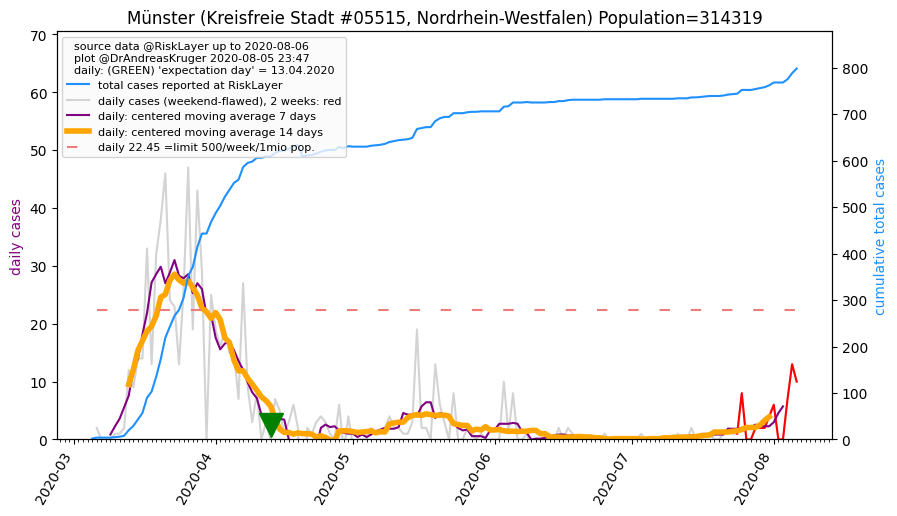 Münster (Kreisfreie Stadt #05515, Nordrhein-Westfalen) Population=314319
source data @RiskLayer up to 2020-08-06
plot @DrAndreasKruger 2020-08-05 23:47
daily: (GREEN) 'expectation day' = 13.04.2020
total cases reported at RiskLayer
daily cases (weekend-flawed), 2 weeks: red
daily: centered moving average 7 days
daily: centered moving average 14 days
daily 22.45 =limit 500/week/1mio pop.
daily cases
70
60
50
40
30
20
10
0
cumulative total cases
800
700
600
500
400
300
200
100
0
2020-03
2020-04
2020-05
2020-06
2020-07
2020-08